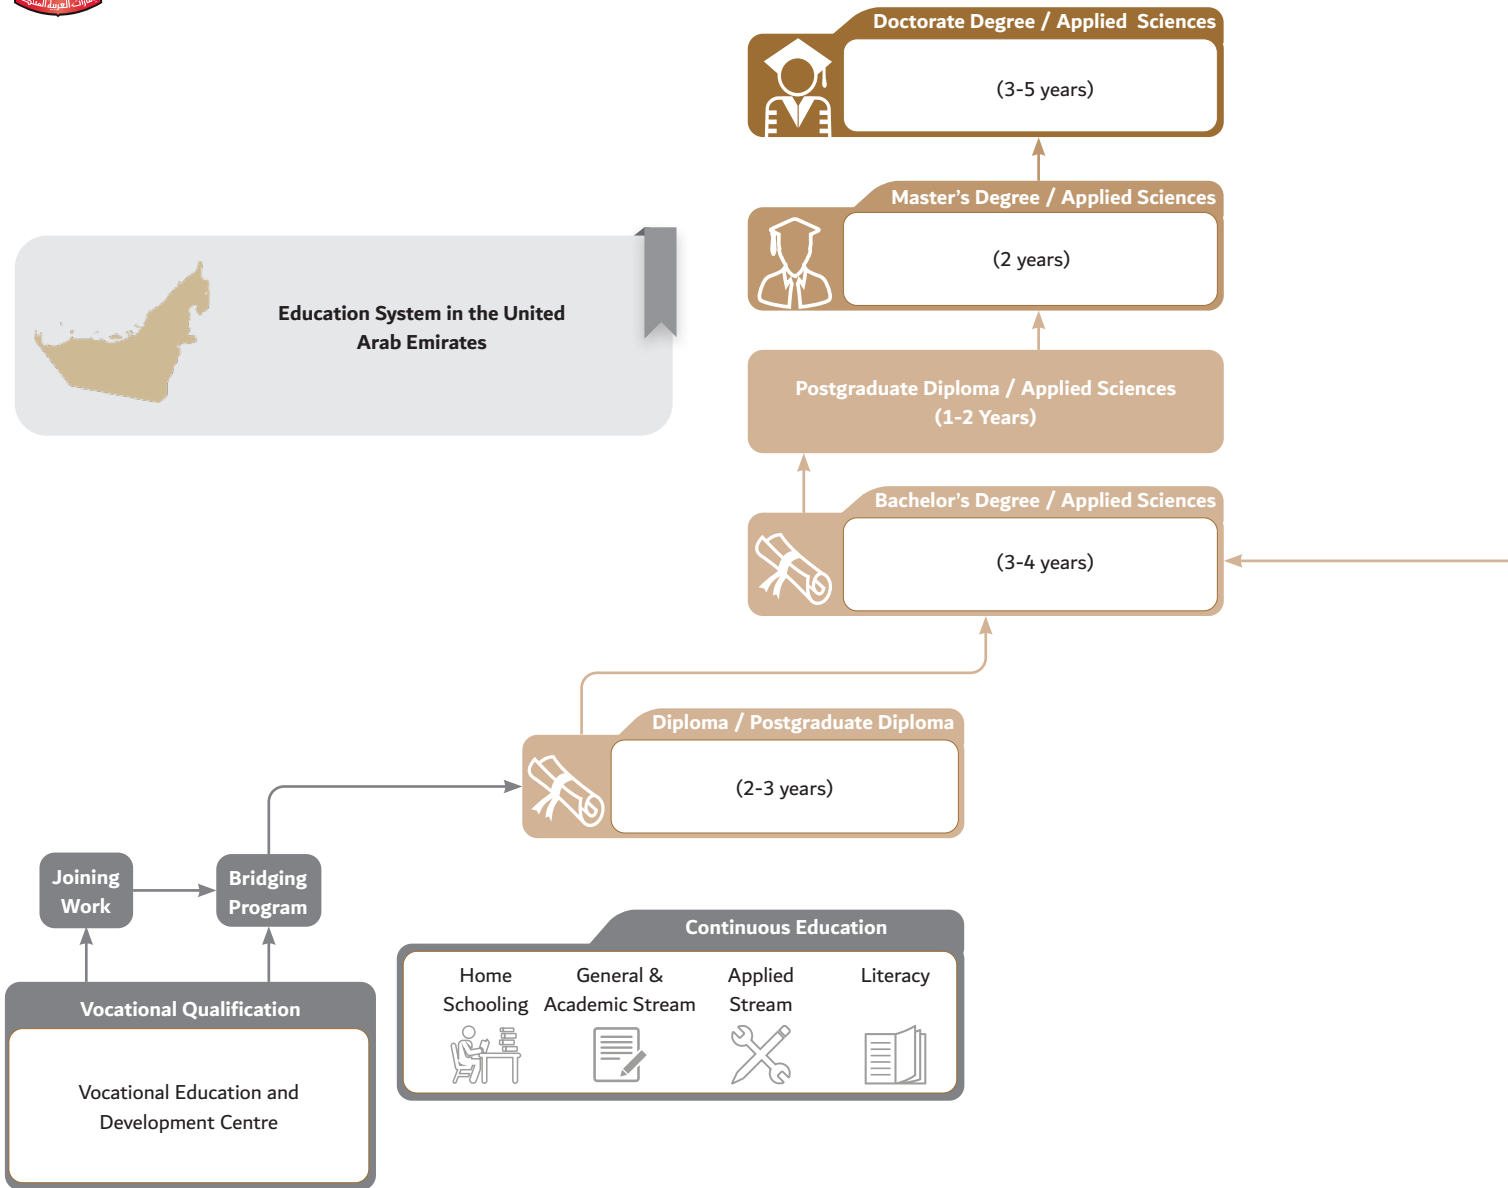 Doctorate Degree / Applied Sciences
(3-5 years)
Master's Degree / Applied Sciences
(2 years)
Education System in the United
Arab Emirates
Postgraduate Diploma / Applied Sciences
(1-2 Years)
Bachelor's Degree / Applied Sciences
(3-4 years)
Diploma / Postgraduate Diploma
(2-3 years)
Joining
Work
Bridging
Program
Continuous Education
Home
Schooling
General &
Academic Stream
Applied
Stream
Literacy
Vocational Qualification
Vocational Education and
Development Centre